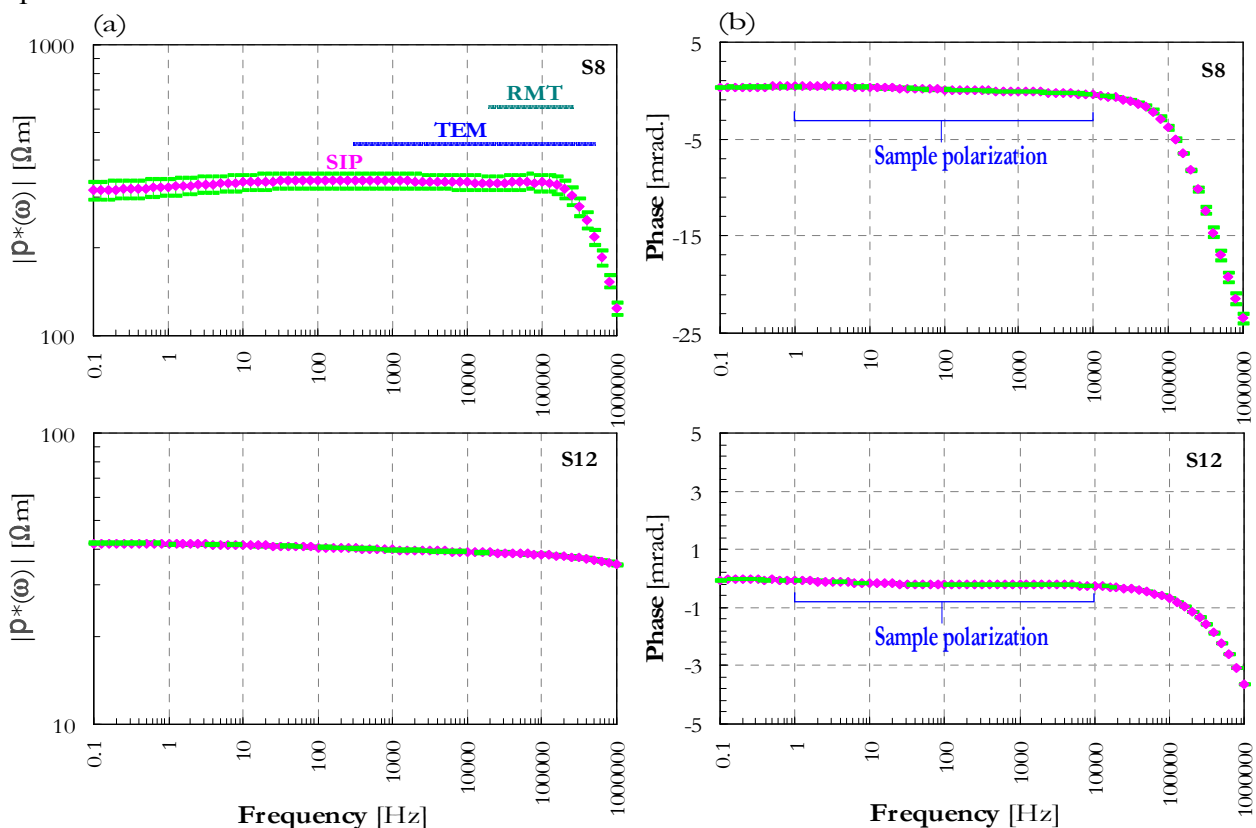 (a)
1000
S8
RMT
TEM
SIP
|ρ*(ω)| [Ωm]
100
0.1
1
10
100
1000
10000
100000
1000000
(b)
5
S8
-5
Sample polarization
Phase [mrad.]
-15
-25
0.1
1
10
100
1000
10000
100000
1000000
100
S12
|ρ*(ω)| [Ωm]
10
0.1
1
10
100
1000
10000
100000
1000000
Frequency [Hz]
5
S12
3
1
-1
Sample polarization
Phase [mrad.]
-3
-5
0.1
1
10
100
1000
10000
100000
1000000
Frequency [Hz]